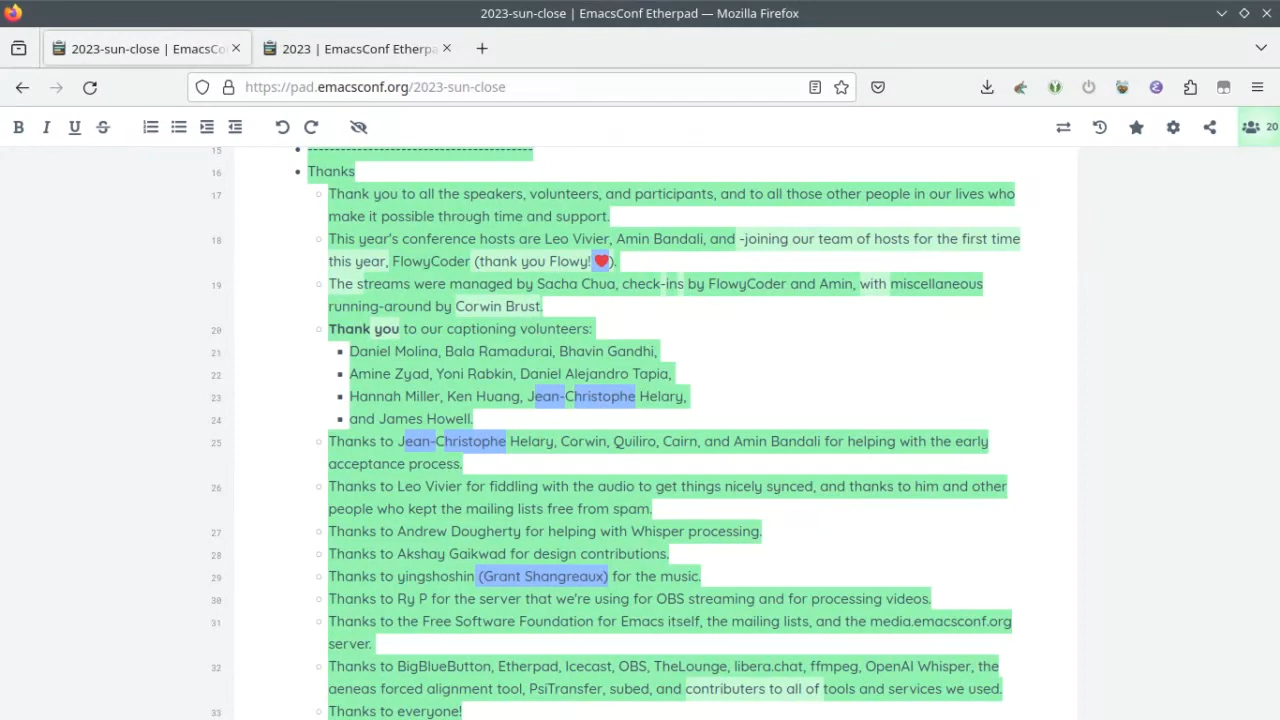 2023-sun-close | EmacsConf Etherpad — Mozilla Firefox
2023-sun-close | EmacsCo
2023 | EmacsConf Etherpa
https://pad.emacsconf.org/2023-sun-close
B I U S
20
15 ----------------------------------------
16 Thanks
17 Thank you to all the speakers, volunteers, and participants, and to all those other people in our lives who
make it possible through time and support.
18 This year's conference hosts are Leo Vivier, Amin Bandali, and -joining our team of hosts for the first time
this year, FlowyCoder (thank you Flowy!❤️).
19 The streams were managed by Sacha Chua, check-ins by FlowyCoder and Amin, with miscellaneous
running-around by Corwin Brust.
20 Thank you to our captioning volunteers:
21 Daniel Molina, Bala Ramadurai, Bhavin Gandhi,
22 Amine Zyad, Yoni Rabkin, Daniel Alejandro Tapia,
23 Hannah Miller, Ken Huang, Jean-Christophe Helary,
24 and James Howell.
25 Thanks to Jean-Christophe Helary, Corwin, Quiliro, Cairn, and Amin Bandali for helping with the early
acceptance process.
26 Thanks to Leo Vivier for fiddling with the audio to get things nicely synced, and thanks to him and other
people who kept the mailing lists free from spam.
27 Thanks to Andrew Dougherty for helping with Whisper processing.
28 Thanks to Akshay Gaikwad for design contributions.
29 Thanks to yingshoshin (Grant Shangreaux) for the music.
30 Thanks to Ry P for the server that we're using for OBS streaming and for processing videos.
31 Thanks to the Free Software Foundation for Emacs itself, the mailing lists, and the media.emacsconf.org
server.
32 Thanks to BigBlueButton, Etherpad, Icecast, OBS, TheLounge, libera.chat, ffmpeg, OpenAI Whisper, the
aeneas forced alignment tool, PsiTransfer, subed, and contributers to all of tools and services we used.
33 Thanks to everyone!